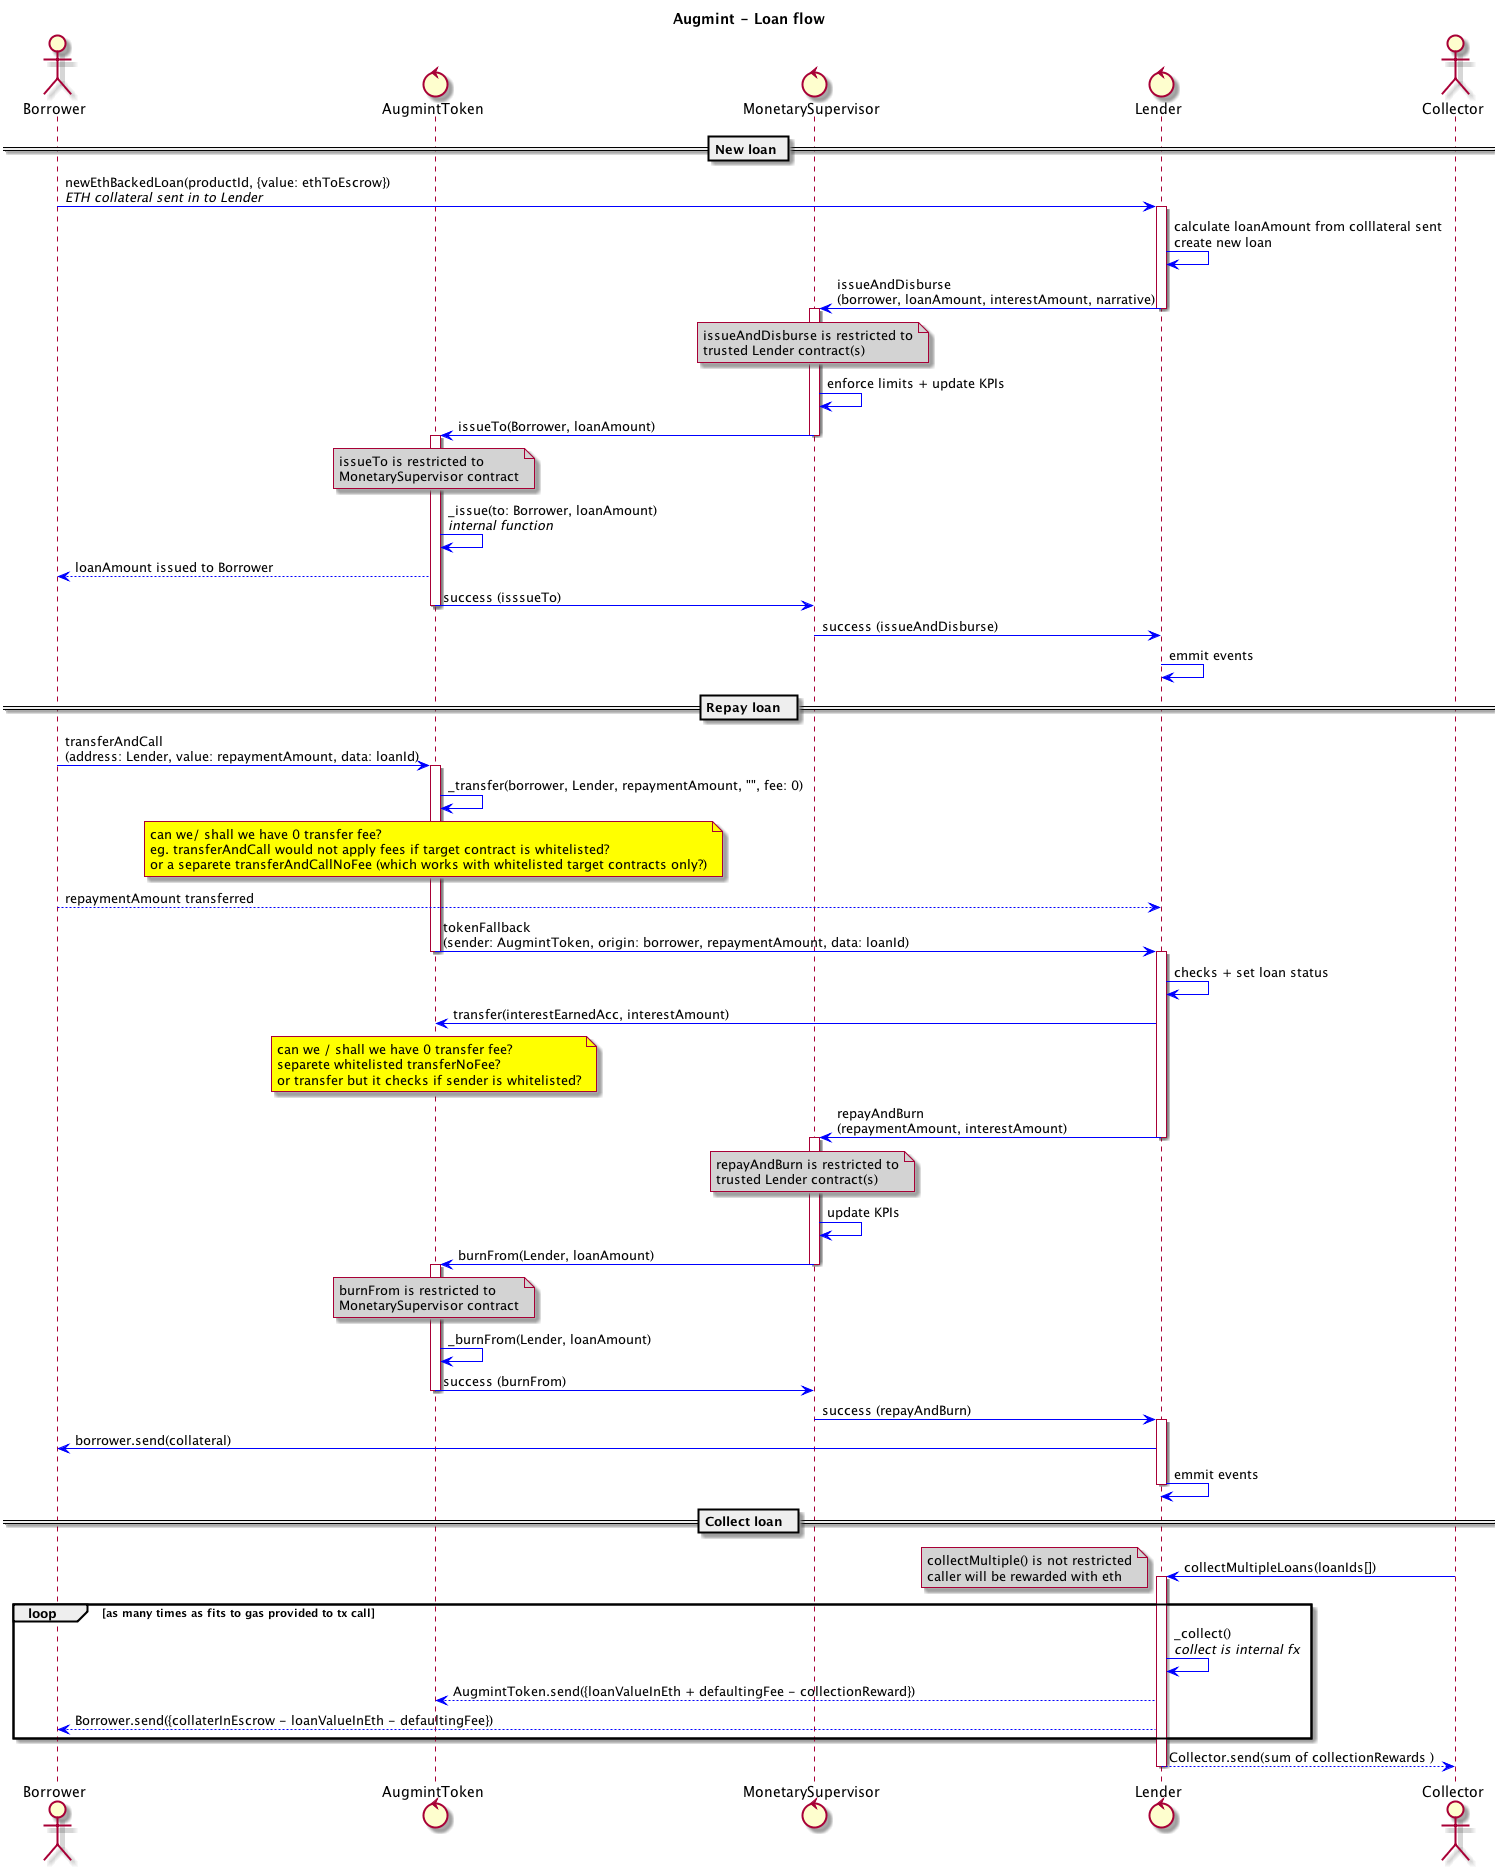 Augmint - Loan flow
Borrower
AugmintToken
MonetarySupervisor
Lender
Collector
New loan
newEthBackedLoan(productId, {value: ethToEscrow})
ETH collateral sent in to Lender
calculate loanAmount from colllateral sent
create new loan
issueAndDisburse
(borrower, loanAmount, interestAmount, narrative)
issueAndDisburse is restricted to
trusted Lender contract(s)
enforce limits + update KPIs
issueTo(Borrower, loanAmount)
issueTo is restricted to
MonetarySupervisor contract
_issue(to: Borrower, loanAmount)
internal function
loanAmount issued to Borrower
success (isssueTo)
success (issueAndDisburse)
emmit events
Repay loan
transferAndCall
(address: Lender, value: repaymentAmount, data: loanId)
_transfer(borrower, Lender, repaymentAmount, "", fee: 0)
can we/ shall we have 0 transfer fee?
eg. transferAndCall would not apply fees if target contract is whitelisted?
or a separete transferAndCallNoFee (which works with whitelisted target contracts only?)
repaymentAmount transferred
tokenFallback
(sender: AugmintToken, origin: borrower, repaymentAmount, data: loanId)
checks + set loan status
transfer(interestEarnedAcc, interestAmount)
can we / shall we have 0 transfer fee?
separete whitelisted transferNoFee?
or transfer but it checks if sender is whitelisted?
repayAndBurn
(repaymentAmount, interestAmount)
repayAndBurn is restricted to
trusted Lender contract(s)
update KPIs
burnFrom(Lender, loanAmount)
burnFrom is restricted to
MonetarySupervisor contract
_burnFrom(Lender, loanAmount)
success (burnFrom)
success (repayAndBurn)
borrower.send(collateral)
emmit events
Collect loan
collectMultiple() is not restricted
caller will be rewarded with eth
collectMultipleLoans(loanIds[])
loop
[as many times as fits to gas provided to tx call]
_collect()
collect is internal fx
AugmintToken.send({loanValueInEth + defaultingFee - collectionReward})
Borrower.send({collaterInEscrow - loanValueInEth - defaultingFee})
Collector.send(sum of collectionRewards )
Borrower
AugmintToken
MonetarySupervisor
Lender
Collector